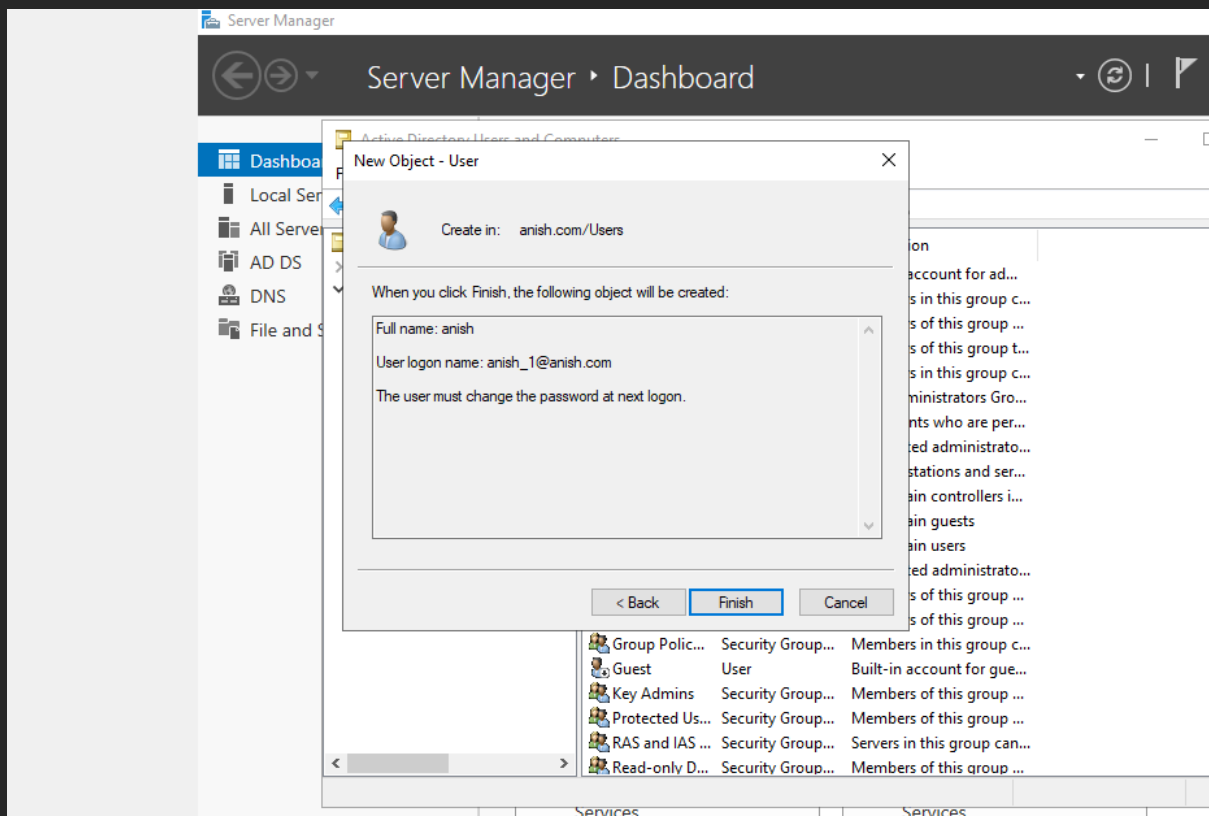 Server Manager
Server Manager ‣ Dashboard
Active Directory Users and Computers
New Object - User
Dashboa
Local Ser
All Server
AD DS
DNS
File and S
F
Create in: anish.com/Users
When you click Finish, the following object will be created:
Full name: anish
User logon name: anish_1@anish.com
The user must change the password at next logon.
< Back
Finish
Cancel
ion
account for ad...
s in this group c...
s of this group ...
s of this group t...
s in this group c...
ministrators Gro...
nts who are per...
ted administrato...
stations and ser...
ain controllers i...
ain guests
ain users
ted administrato...
s of this group ...
s of this group ...
Group Polic... Security Group... Members in this group c...
Guest User Built-in account for gue...
Key Admins Security Group... Members of this group ...
Protected Us... Security Group... Members of this group ...
RAS and IAS ... Security Group... Servers in this group can...
Read-only D... Security Group... Members of this group ...
Services
Services